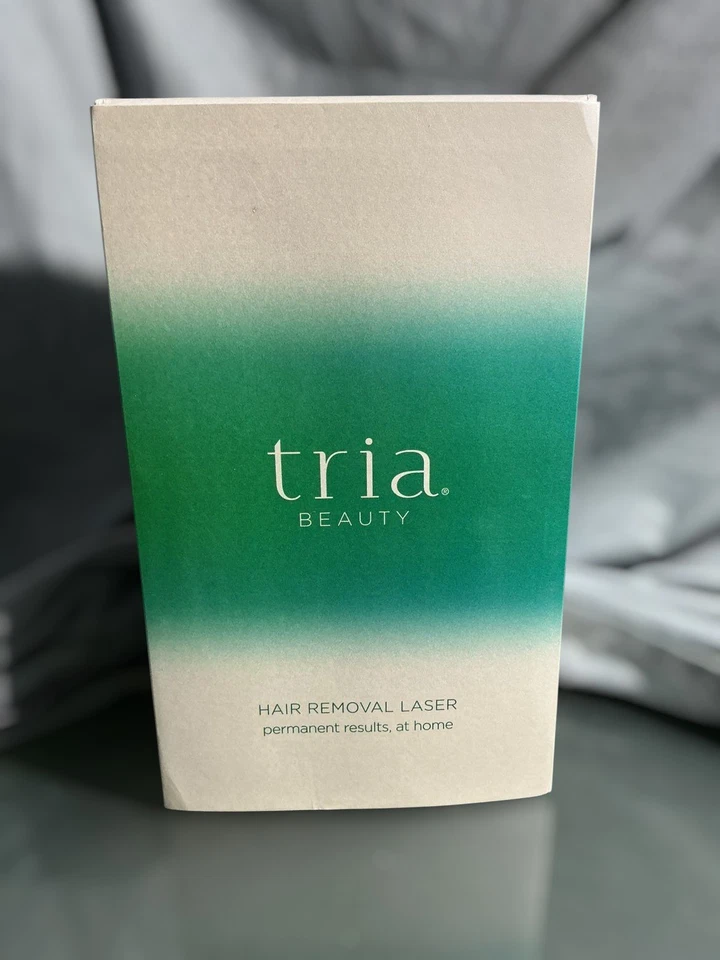 tria®
BEAUTY
HAIR REMOVAL LASER
permanent results, at home